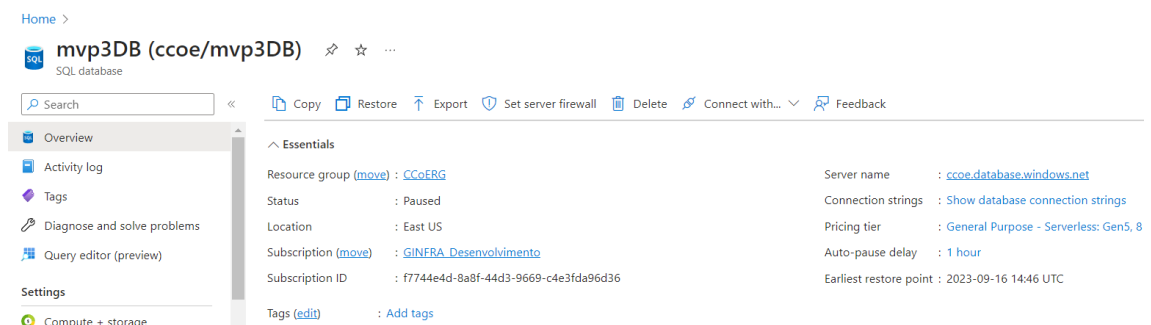 Home >
mvp3DB (ccoe/mvp3DB) ...
SQL database
Search «
Copy Restore Export Set server firewall Delete Connect with... Feedback
Overview
Activity log
Tags
Diagnose and solve problems
Query editor (preview)
Settings
Compute + storage
Essentials
Resource group (move) : CCoERG
Status : Paused
Location : East US
Subscription (move) : GINFRA_Desenvolvimento
Subscription ID : f7744e4d-8a8f-44d3-9669-c4e3fda96d36
Tags (edit) : Add tags
Server name : ccoe.database.windows.net
Connection strings : Show database connection strings
Pricing tier : General Purpose - Serverless: Gen5, 8
Auto-pause delay : 1 hour
Earliest restore point : 2023-09-16 14:46 UTC